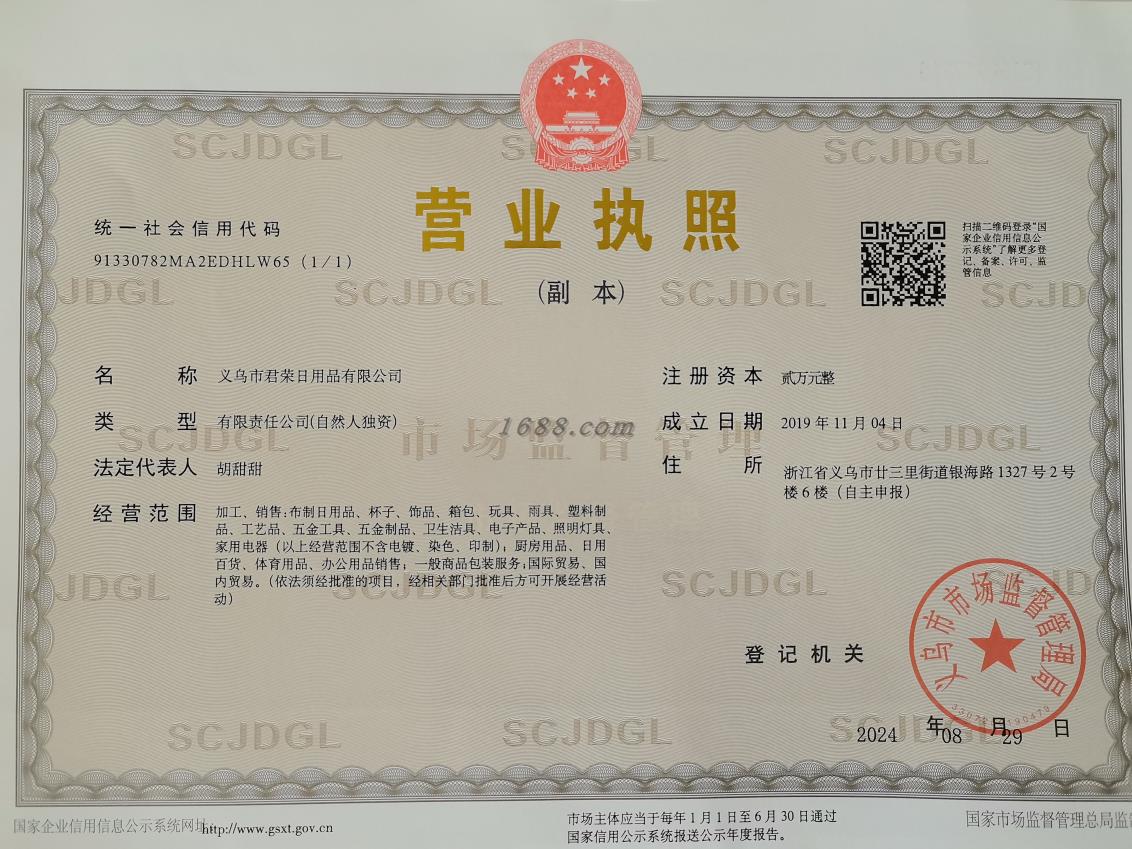 营业执照
(副 本)
统一社会信用代码
91330782MA2EDHLW65 (1/1)
扫描二维码登录“国
家企业信用信息公
示系统”了解更多登
记、备案、许可、监
管信息
名 称 义乌市君荣日用品有限公司
类 型 有限责任公司(自然人独资)
法定代表人 胡甜甜
经营范围 加工、销售:布制日用品、杯子、饰品、箱包、玩具、雨具、塑料制
品、工艺品、五金工具、五金制品、卫生洁具、电子产品、照明灯具、
家用电器（以上经营范围不含电镀、染色、印制）；厨房用品、日用
百货、体育用品、办公用品销售；一般商品包装服务;国际贸易、国
内贸易。（依法须经批准的项目，经相关部门批准后方可开展经营活
动）
注册资本 贰万元整
成立日期 2019 年 11 月 04 日
住 所 浙江省义乌市廿三里街道银海路 1327 号 2 号
楼 6 楼（自主申报）
1688.com
市场监督管理
SCJDGL
登记机关
义乌市市场监督管理局
2024 年 08 月 29 日
国家企业信用信息公示系统网址:http://www.gsxt.gov.cn
市场主体应当于每年 1 月 1 日至 6 月 30 日通过
国家信用公示系统报送公示年度报告。
国家市场监督管理总局监